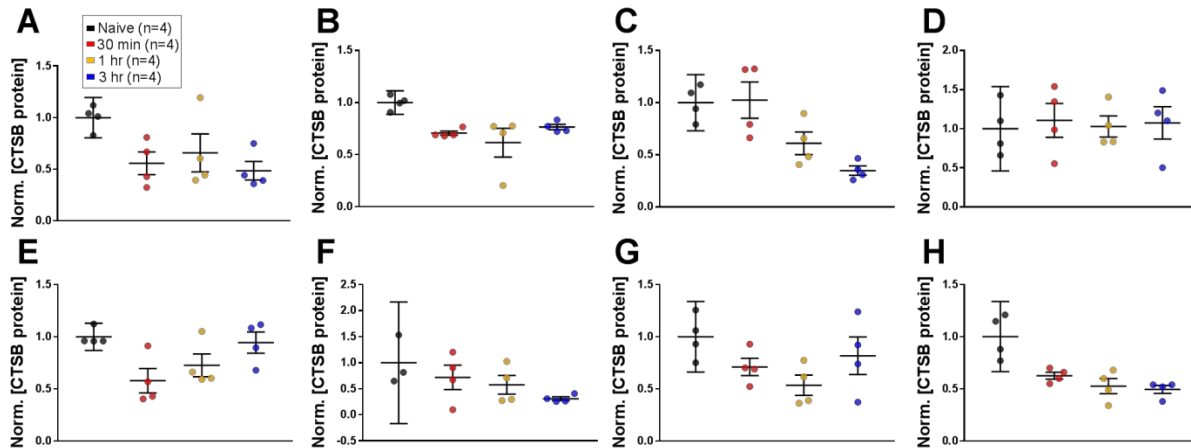 A
Naive (n=4)
30 min (n=4)
1 hr (n=4)
3 hr (n=4)
Norm. [CTSB protein]
1.5
1.0
0.5
0.0
B
Norm. [CTSB protein]
1.5
1.0
0.5
0.0
C
Norm. [CTSB protein]
1.5
1.0
0.5
0.0
D
Norm. [CTSB protein]
2.0
1.5
1.0
0.5
0.0
E
Norm. [CTSB protein]
1.5
1.0
0.5
0.0
F
Norm. [CTSB protein]
2.5
2.0
1.5
1.0
0.5
0.0
-0.5
G
Norm. [CTSB protein]
1.5
1.0
0.5
0.0
H
Norm. [CTSB protein]
1.5
1.0
0.5
0.0